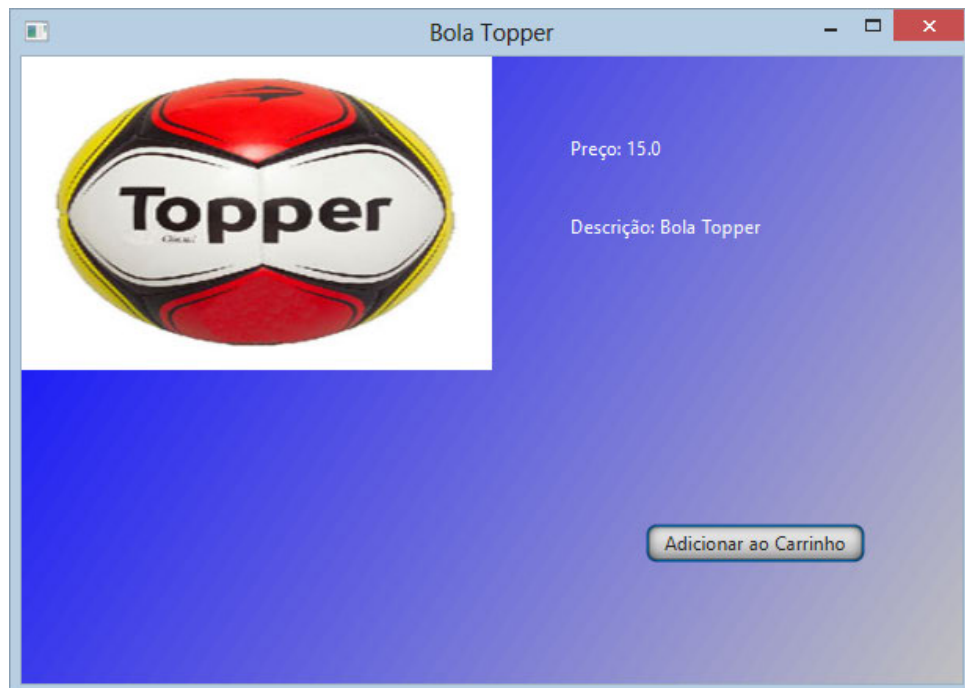 Bola Topper
Topper
Preço: 15.0
Descrição: Bola Topper
Adicionar ao Carrinho